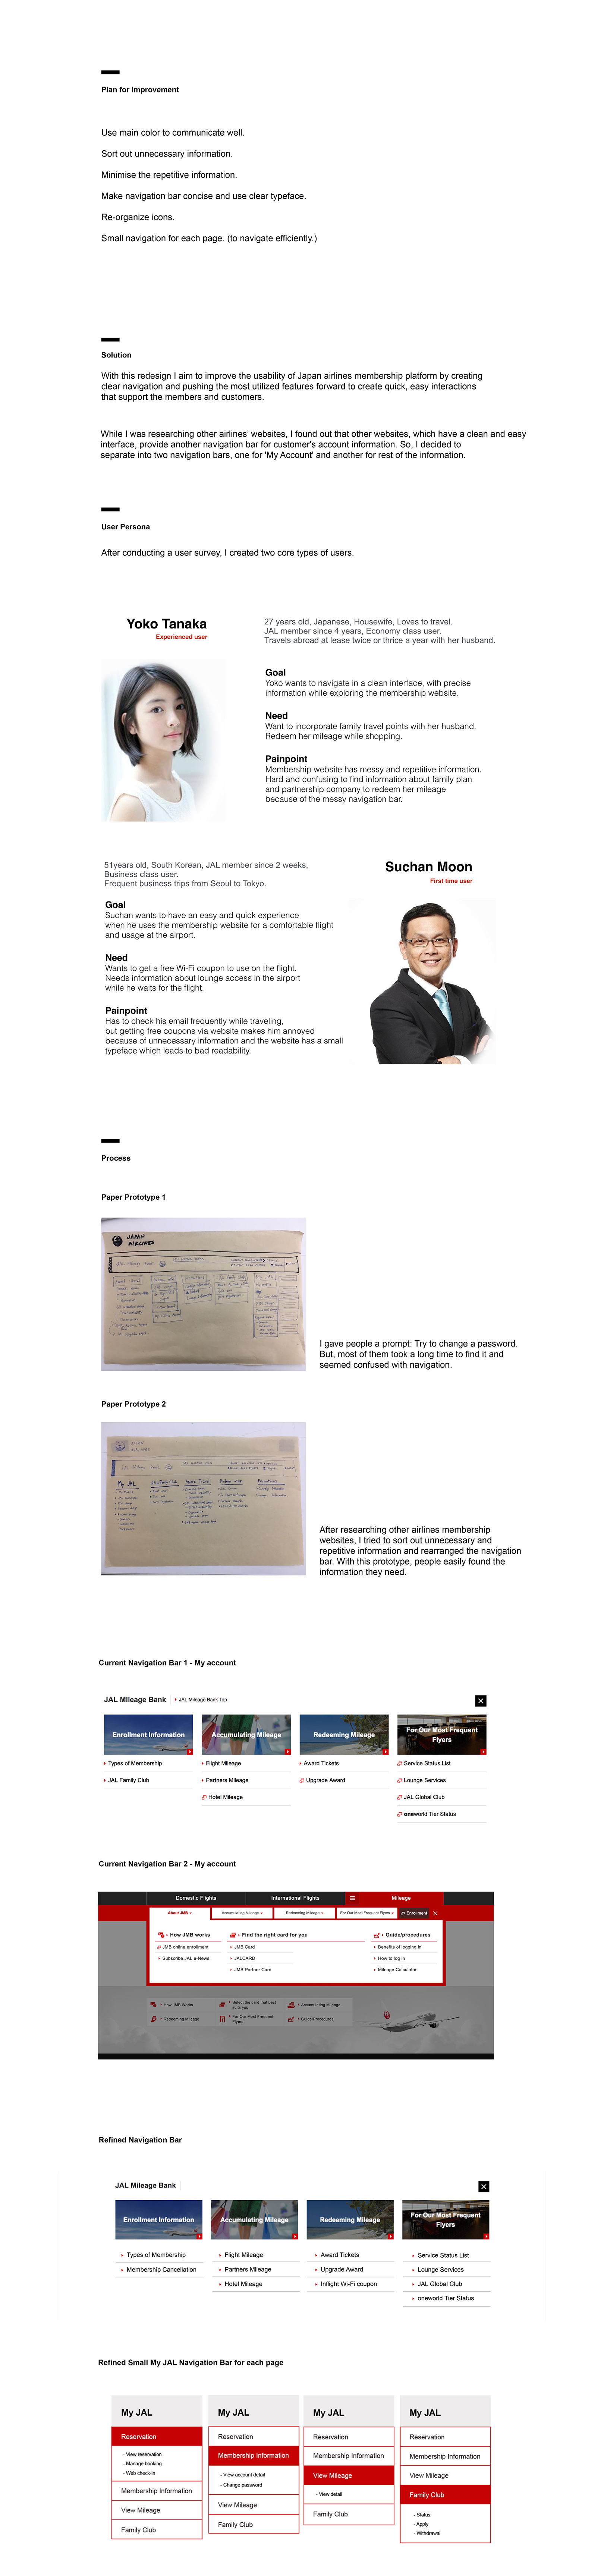 Plan for Improvement
Use main color to communicate well.
Sort out unnecessary information.
Minimise the repetitive information.
Make navigation bar concise and use clear typeface.
Re-organize icons.
Small navigation for each page. (to navigate efficiently.)
Solution
With this redesign I aim to improve the usability of Japan airlines membership platform by creating
clear navigation and pushing the most utilized features forward to create quick, easy interactions
that support the members and customers.
While I was researching other airlines' websites, I found out that other websites, which have a clean and easy
interface, provide another navigation bar for customer's account information. So, I decided to
separate into two navigation bars, one for 'My Account' and another for rest of the information.
User Persona
After conducting a user survey, I created two core types of users.
Yoko Tanaka
Experienced user
27 years old, Japanese, Housewife, Loves to travel.
JAL member since 4 years, Economy class user.
Travels abroad at lease twice or thrice a year with her husband.
Goal
Yoko wants to navigate in a clean interface, with precise
information while exploring the membership website.
Need
Want to incorporate family travel points with her husband.
Redeem her mileage while shopping.
Painpoint
Membership website has messy and repetitive information.
Hard and confusing to find information about family plan
and partnership company to redeem her mileage
because of the messy navigation bar.
51years old, South Korean, JAL member since 2 weeks,
Business class user.
Frequent business trips from Seoul to Tokyo.
Suchan Moon
First time user
Goal
Suchan wants to have an easy and quick experience
when he uses the membership website for a comfortable flight
and usage at the airport.
Need
Wants to get a free Wi-Fi coupon to use on the flight.
Needs information about lounge access in the airport
while he waits for the flight.
Painpoint
Has to check his email frequently while traveling,
but getting free coupons via website makes him annoyed
because of unnecessary information and the website has a small
typeface which leads to bad readability.
Process
Paper Prototype 1
JAPAN
AIRLINES
I gave people a prompt: Try to change a password.
But, most of them took a long time to find it and
seemed confused with navigation.
Paper Prototype 2
My JAL
JAL Family Club
Award Travel
After researching other airlines membership
websites, I tried to sort out unnecessary and
repetitive information and rearranged the navigation
bar. With this prototype, people easily found the
information they need.
Current Navigation Bar 1 - My account
JAL Mileage Bank
JAL Mileage Bank Top
Enrollment Information
Accumulating Mileage
Redeeming Mileage
For Our Most Frequent
Flyers
Types of Membership
Flight Mileage
Award Tickets
Service Status List
JAL Family Club
Partners Mileage
Upgrade Award
Lounge Services
Hotel Mileage
JAL Global Club
oneworld Tier Status
Current Navigation Bar 2 - My account
Domestic Flights
International Flights
Mileage
About JMB
Accumulating Mileage
Redeeming Mileage
For Our Most Frequent Flyers
Enrollment
How JMB works
Find the right card for you
Guide/procedures
JMB online enrollment
JMB Card
Benefits of logging in
Subscribe JAL e-News
JALCARD
How to log in
JMB Partner Card
Mileage Calculator
How JMB Works
Select the card that best
suits you
Accumulating Mileage
Redeeming Mileage
For Our Most Frequent
Flyers
Guide/Procedures
Refined Navigation Bar
JAL Mileage Bank
Enrollment Information
Accumulating Mileage
Redeeming Mileage
For Our Most Frequent
Flyers
Types of Membership
Flight Mileage
Award Tickets
Service Status List
Membership Cancellation
Partners Mileage
Upgrade Award
Lounge Services
Hotel Mileage
Inflight Wi-Fi coupon
JAL Global Club
oneworld Tier Status
Refined Small My JAL Navigation Bar for each page
My JAL
Reservation
- View reservation
- Manage booking
- Web check-in
Membership Information
View Mileage
Family Club
My JAL
Reservation
Membership Information
- View account detail
- Change password
View Mileage
Family Club
My JAL
Reservation
Membership Information
View Mileage
- View detail
Family Club
My JAL
Reservation
Membership Information
View Mileage
Family Club
- Status
- Apply
- Withdrawal